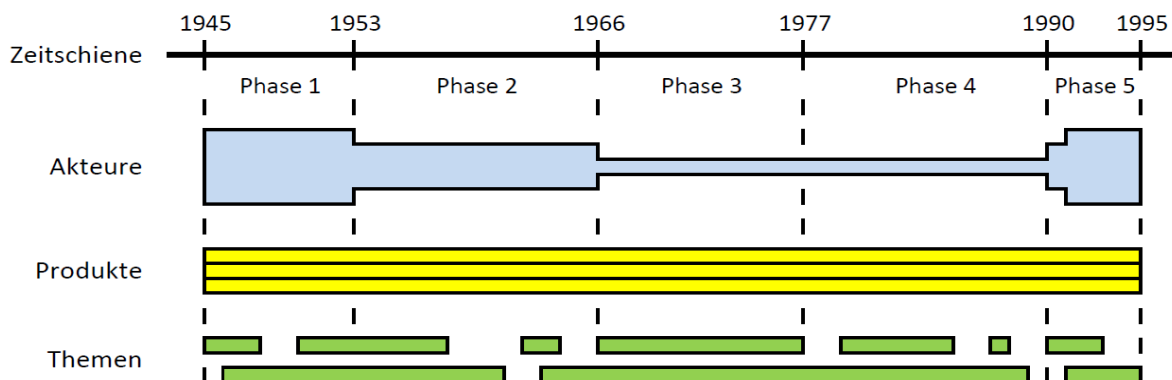 1945 1953 1966 1977 1990 1995
Zeitschiene
Phase 1 Phase 2 Phase 3 Phase 4 Phase 5
Akteure
Produkte
Themen